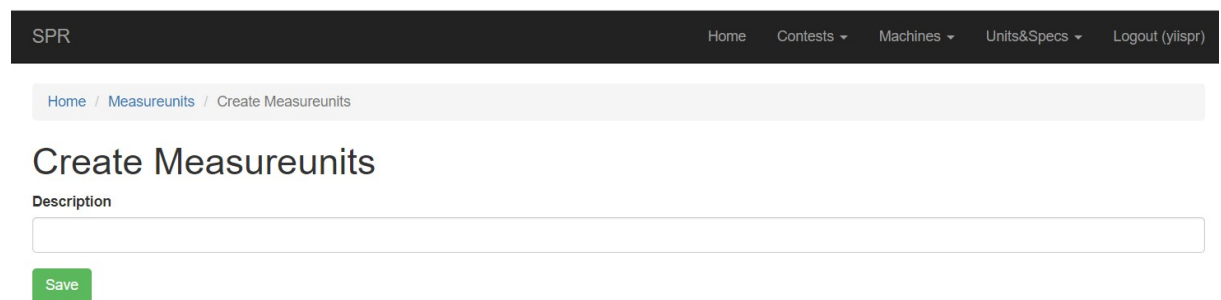 SPR Home Contests Machines Units&Specs Logout (yiispr)
Home / Measureunits / Create Measureunits
Create Measureunits
Description
Save